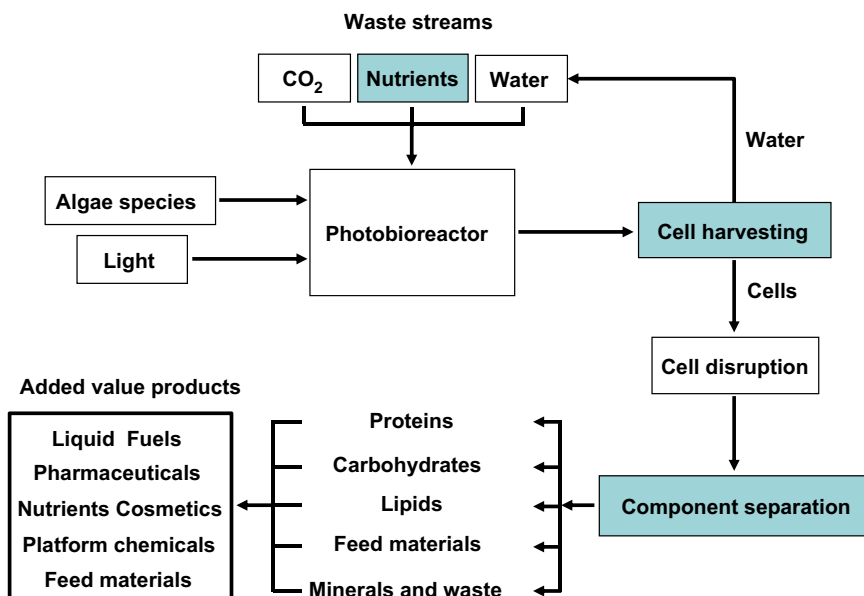 Waste streams
CO2
Nutrients
Water
Water
Algae species
Photobioreactor
Cell harvesting
Light
Cells
Cell disruption
Added value products
Liquid Fuels
Pharmaceuticals
Nutrients Cosmetics
Platform chemicals
Feed materials
Proteins
Carbohydrates
Lipids
Feed materials
Minerals and waste
Component separation